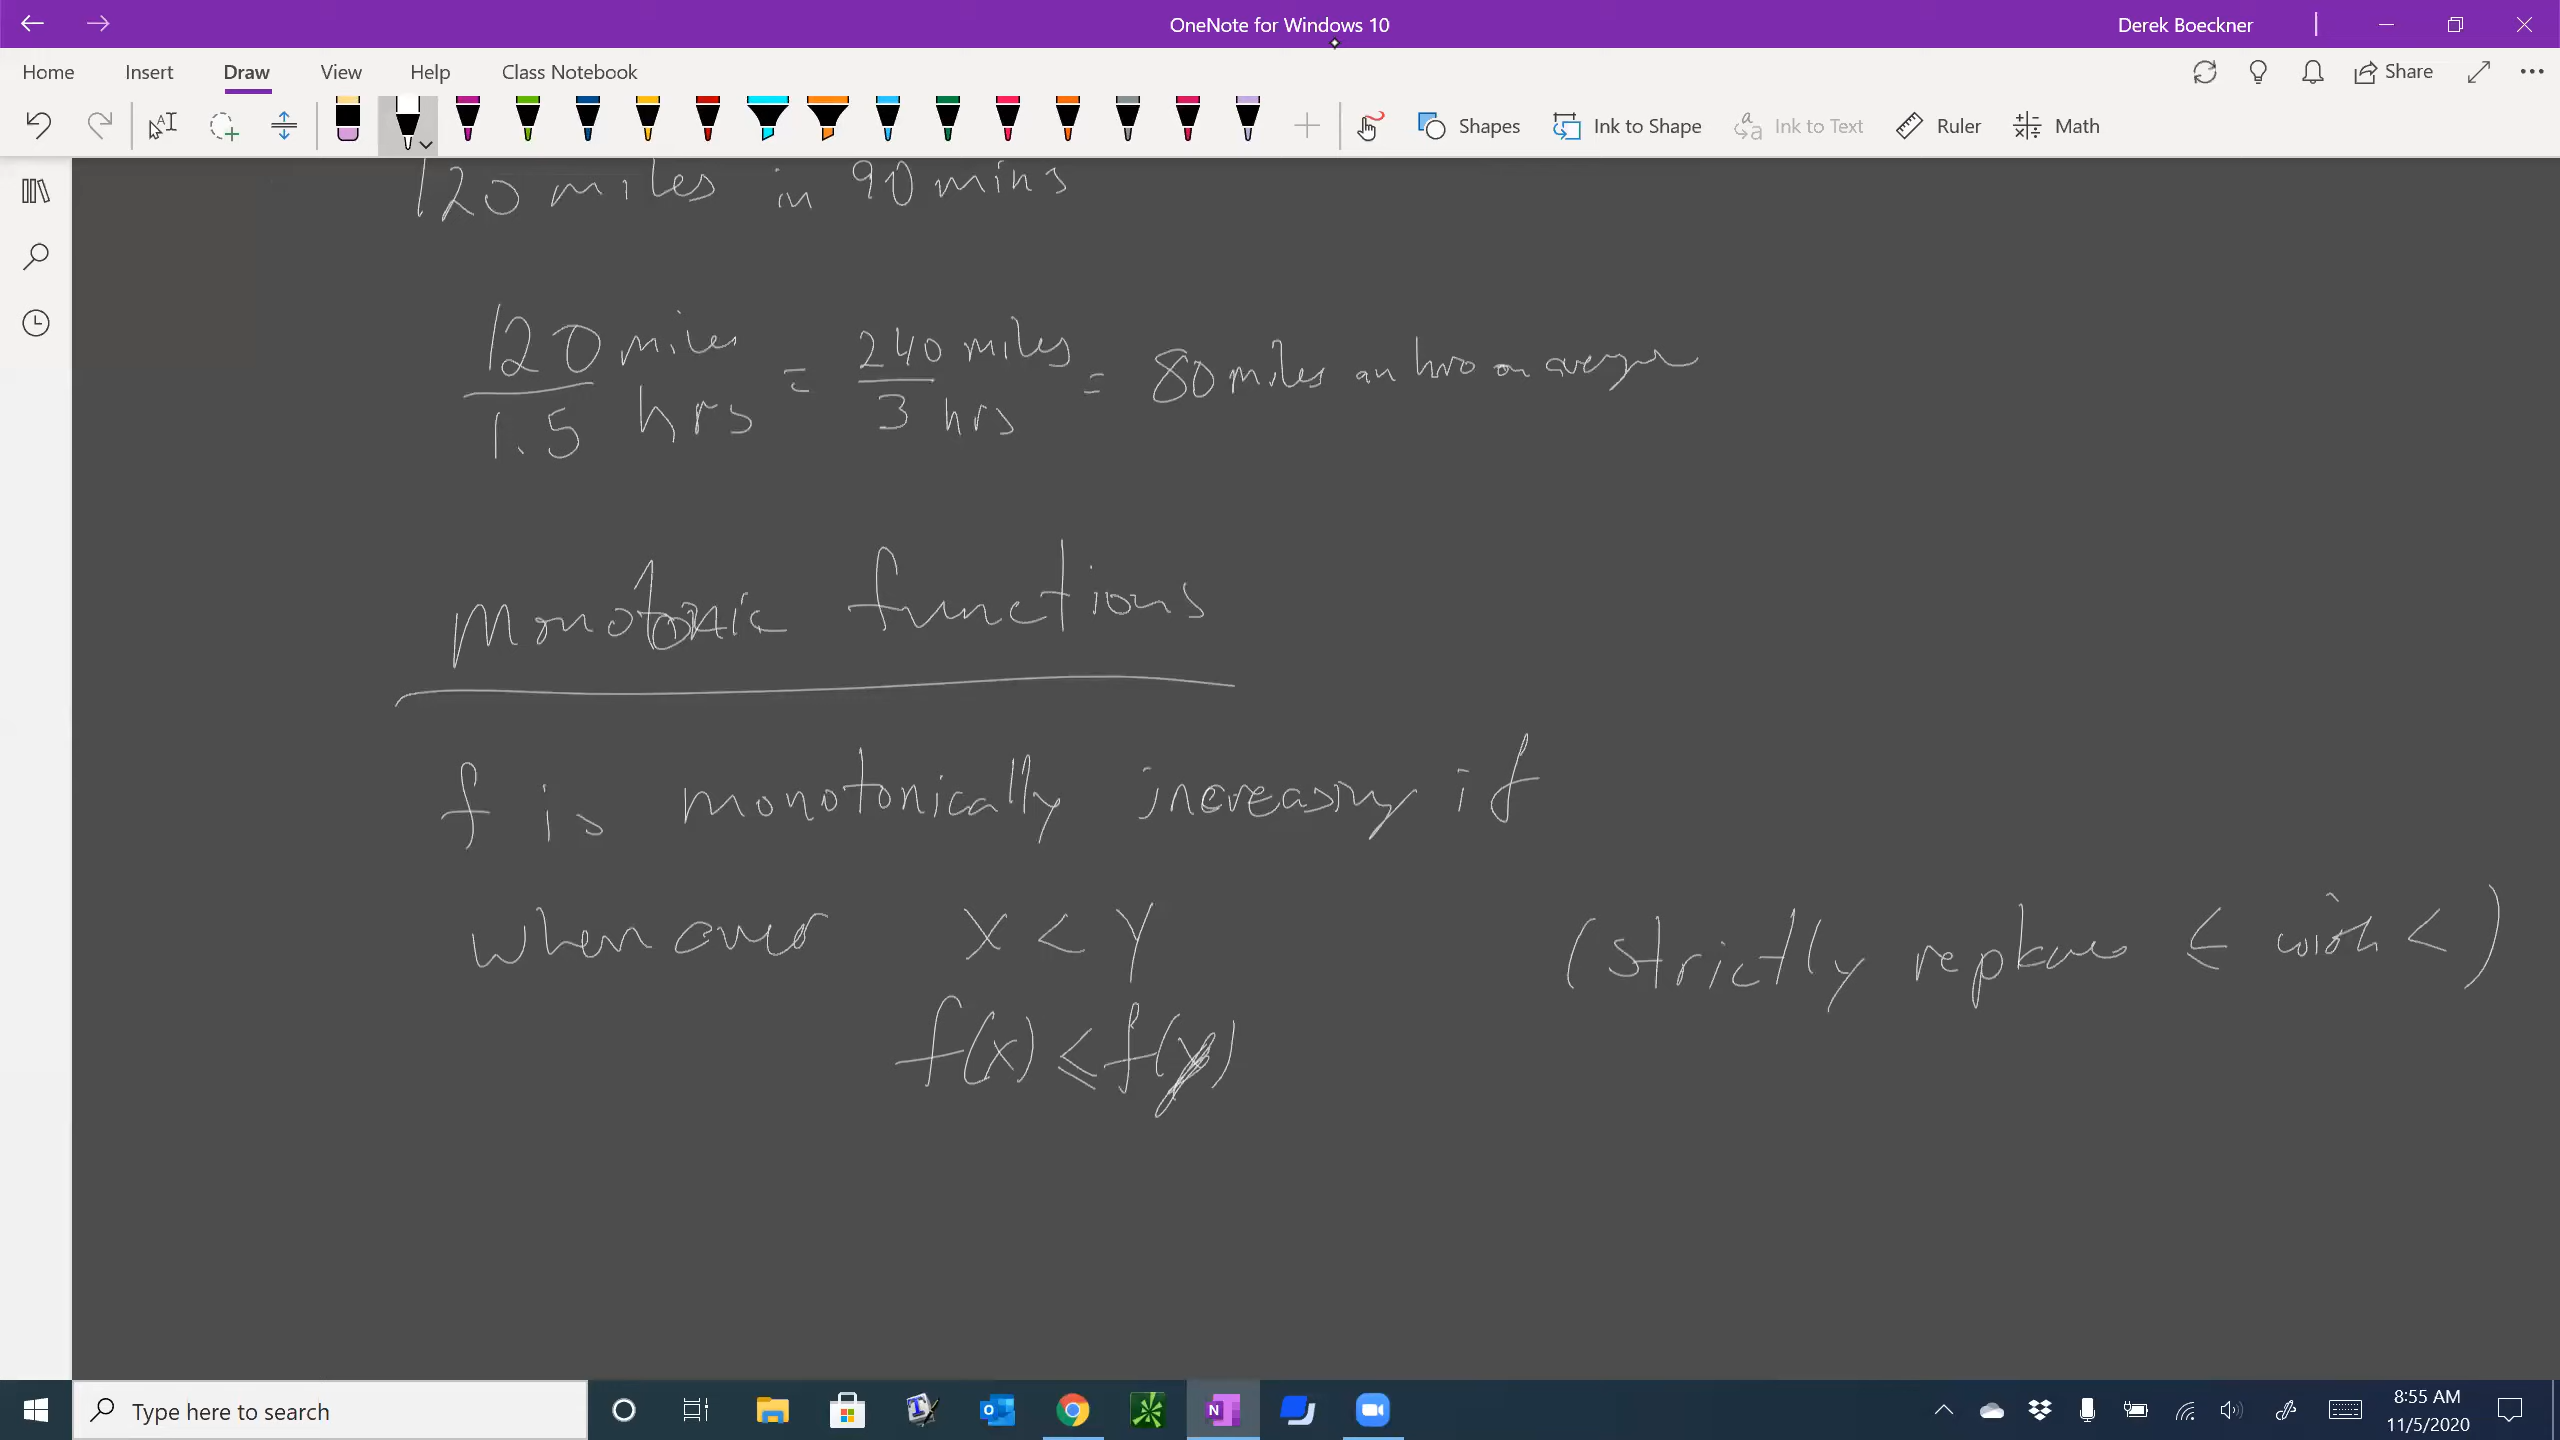 OneNote for Windows 10
Derek Boeckner
Home Insert Draw View Help Class Notebook
Share
Shapes Ink to Shape Ink to Text Ruler Math
120 miles in 90 mins
120 miles / 1.5 hrs = 240 miles / 3 hrs = 80 miles an hro on average
Monotonic functions
f is monotonically increasing if
whenever x < y (strictly replaces ≤ with <)
f(x) ≤ f(y)
Type here to search
8:55 AM
11/5/2020